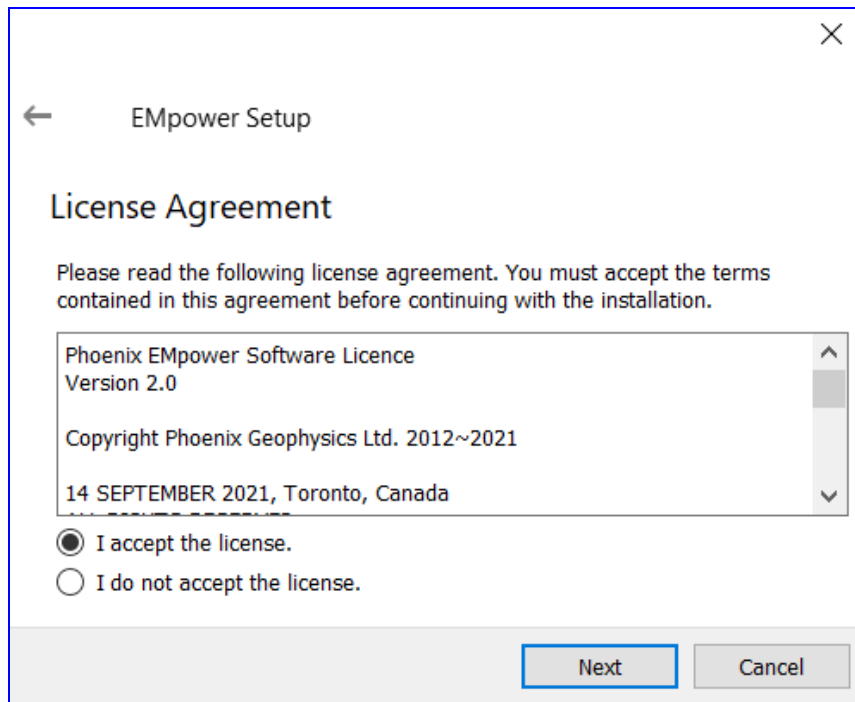 EMpower Setup
License Agreement
Please read the following license agreement. You must accept the terms
contained in this agreement before continuing with the installation.
Phoenix EMpower Software Licence
Version 2.0
Copyright Phoenix Geophysics Ltd. 2012~2021
14 SEPTEMBER 2021, Toronto, Canada
I accept the license.
I do not accept the license.
Next
Cancel